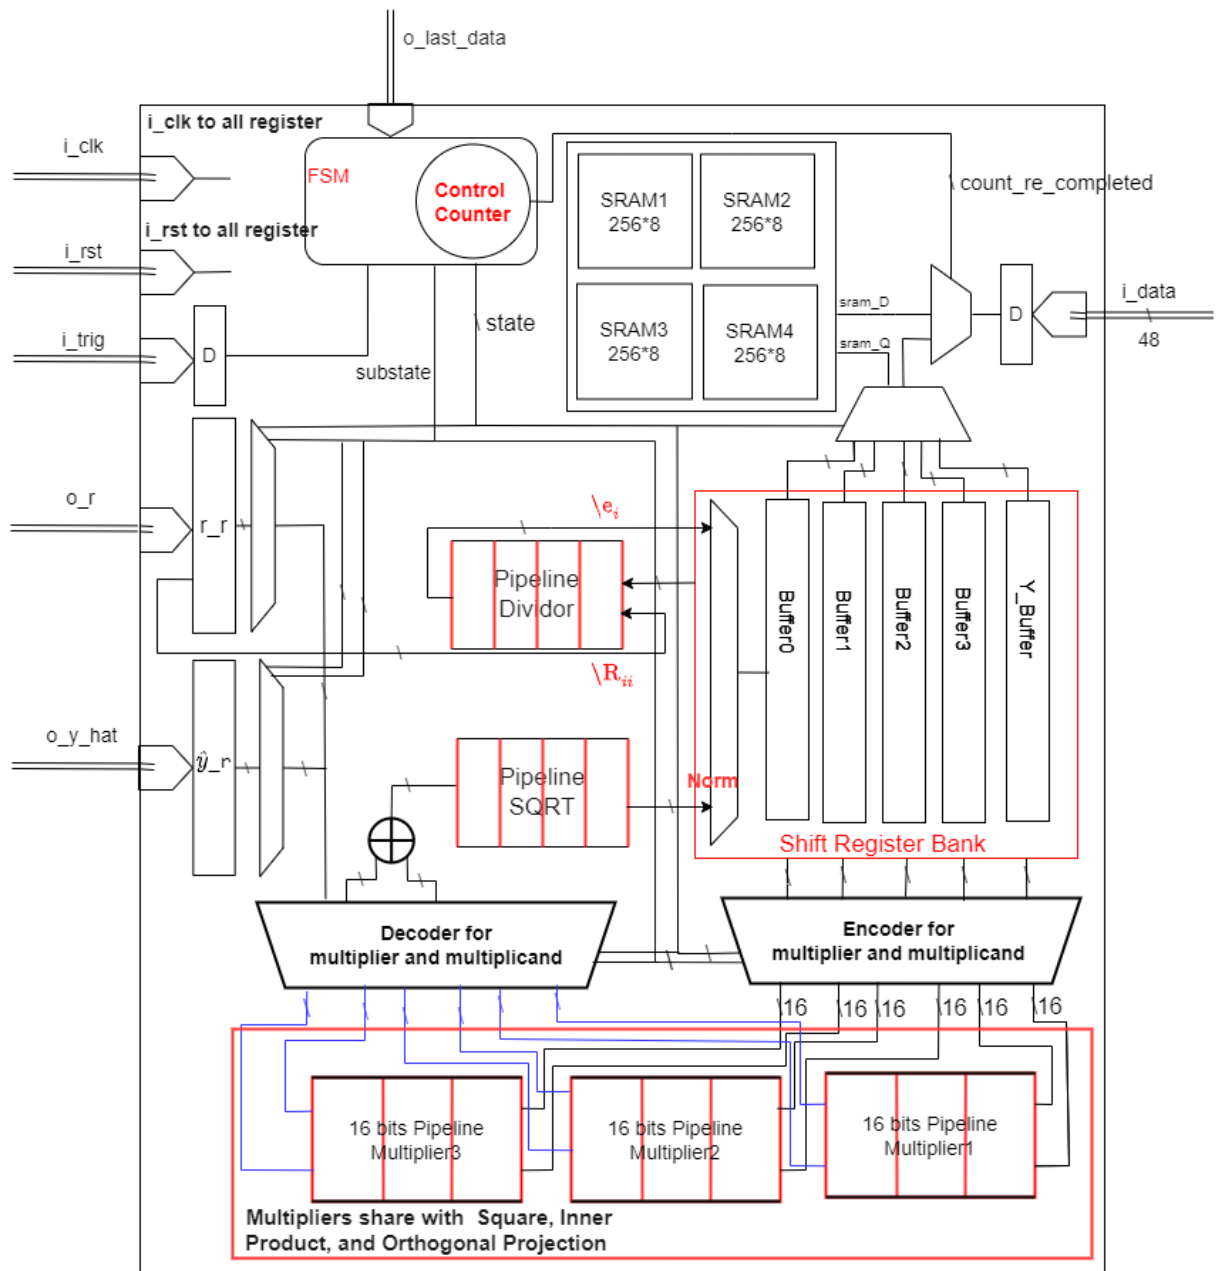 o_last_data
i_clk to all register
i_clk
FSM
Control
Counter
SRAM1
256*8
SRAM2
256*8
count_re_completed
i_rst to all register
i_rst
SRAM3
256*8
SRAM4
256*8
sram_D
sram_Q
D
i_data
48
i_trig
D
state
substate
o_r
r_r
\e_i
Pipeline
Dividor
\R_ii
Buffer0
Buffer1
Buffer2
Buffer3
Y_Buffer
o_y_hat
ŷ_r
Pipeline
SQRT
Norm
Shift Register Bank
Decoder for
multiplier and multiplicand
Encoder for
multiplier and multiplicand
16
16
16
16
16
16
16 bits Pipeline
Multiplier3
16 bits Pipeline
Multiplier2
16 bits Pipeline
Multiplier1
Multipliers share with Square, Inner
Product, and Orthogonal Projection